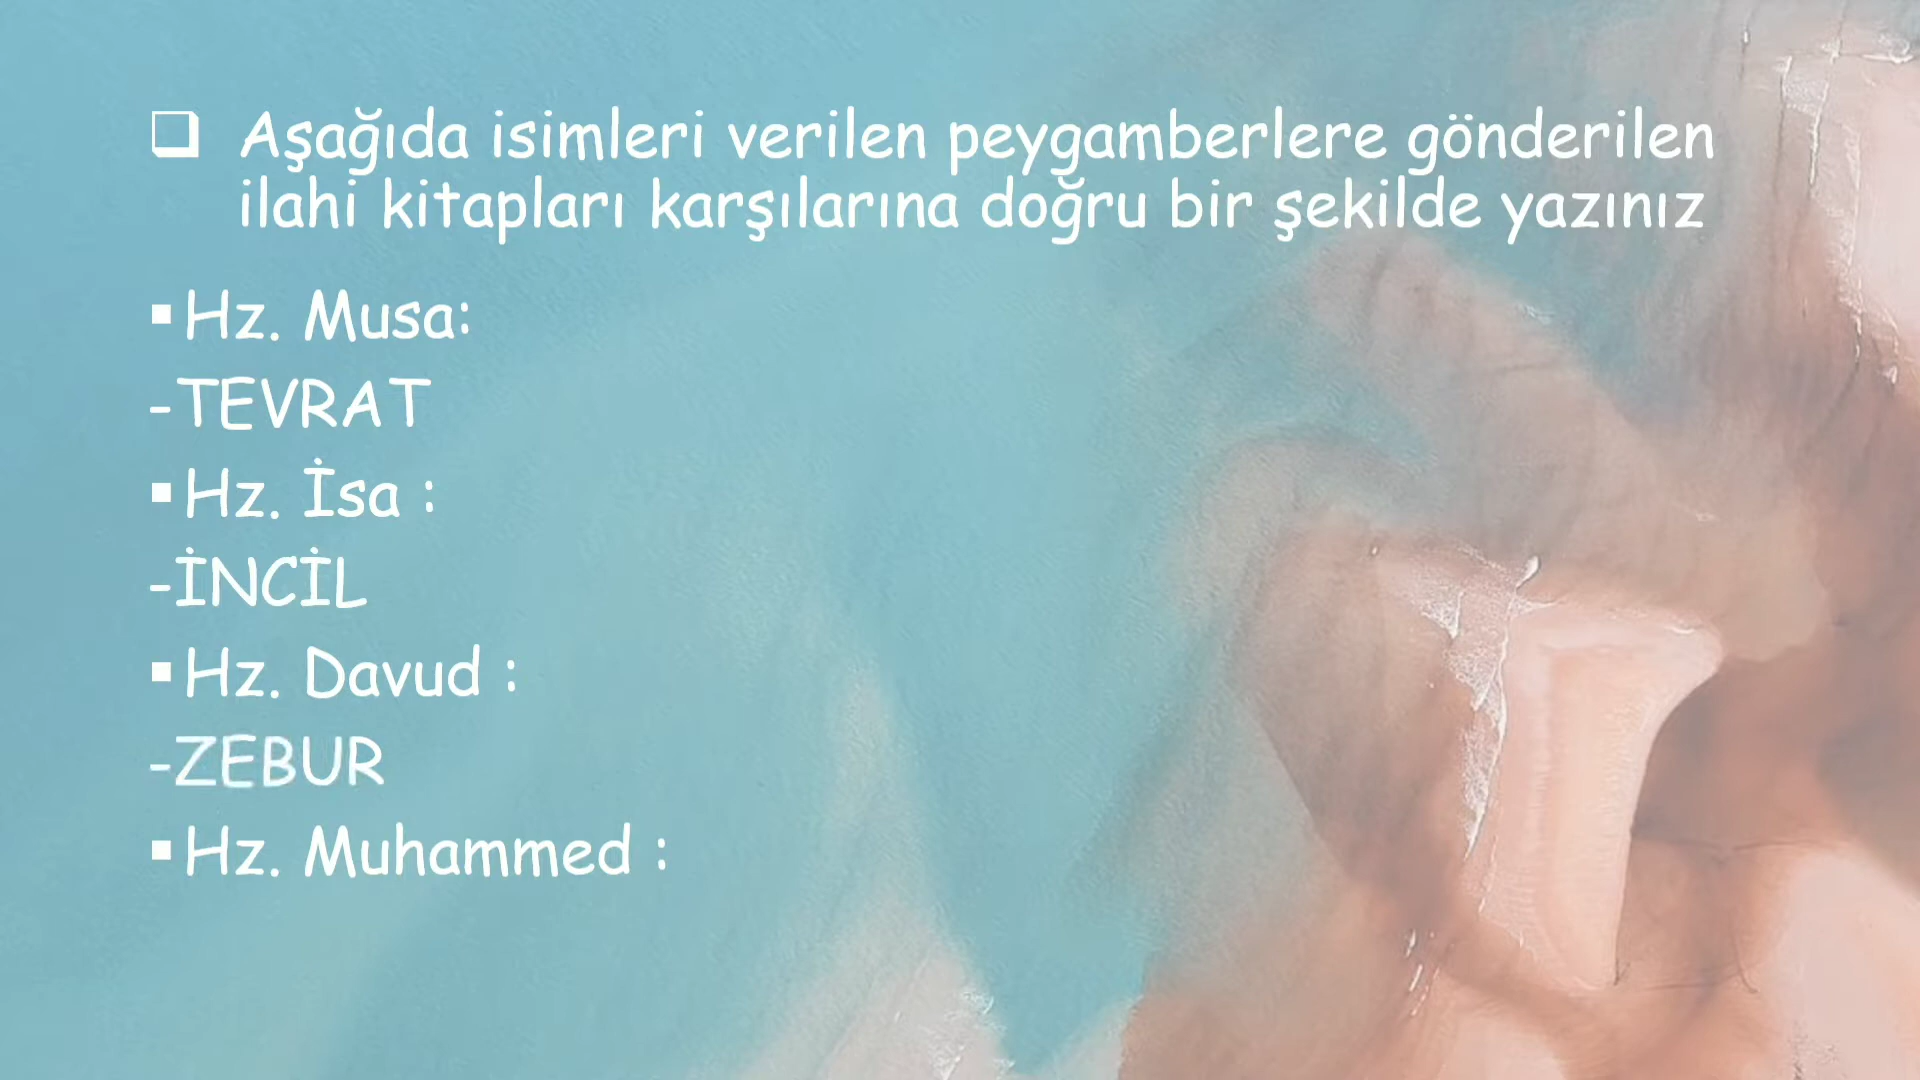 ❑ Aşağıda isimleri verilen peygamberlere gönderilen
ilahi kitapları karşılarına doğru bir şekilde yazınız
▪Hz. Musa:
-TEVRAT
▪Hz. İsa :
-İNCİL
▪Hz. Davud :
-ZEBUR
▪Hz. Muhammed :